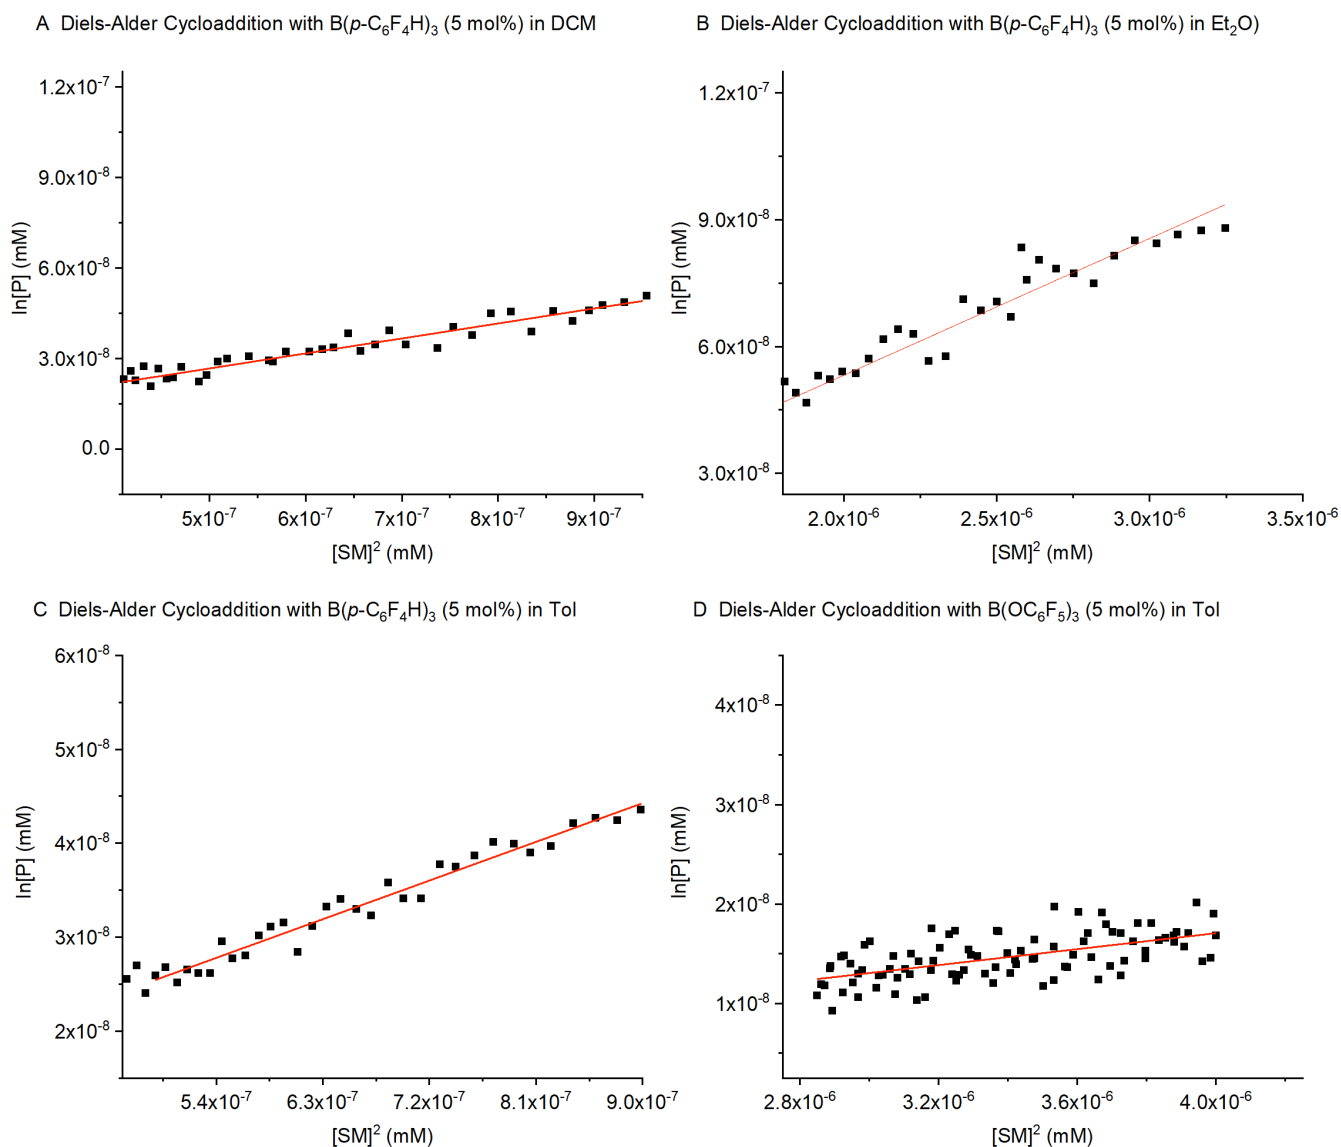 A Diels-Alder Cycloaddition with B(p-C₆F₄H)₃ (5 mol%) in DCM
1.2x10⁻⁷
9.0x10⁻⁸
6.0x10⁻⁸
3.0x10⁻⁸
0.0
ln[P] (mM)
5x10⁻⁷ 6x10⁻⁷ 7x10⁻⁷ 8x10⁻⁷ 9x10⁻⁷
[SM]² (mM)
B Diels-Alder Cycloaddition with B(p-C₆F₄H)₃ (5 mol%) in Et₂O)
1.2x10⁻⁷
9.0x10⁻⁸
6.0x10⁻⁸
3.0x10⁻⁸
ln[P] (mM)
2.0x10⁻⁶ 2.5x10⁻⁶ 3.0x10⁻⁶ 3.5x10⁻⁶
[SM]² (mM)
C Diels-Alder Cycloaddition with B(p-C₆F₄H)₃ (5 mol%) in Tol
6x10⁻⁸
5x10⁻⁸
4x10⁻⁸
3x10⁻⁸
2x10⁻⁸
ln[P] (mM)
5.4x10⁻⁷ 6.3x10⁻⁷ 7.2x10⁻⁷ 8.1x10⁻⁷ 9.0x10⁻⁷
[SM]² (mM)
D Diels-Alder Cycloaddition with B(OC₆F₅)₃ (5 mol%) in Tol
4x10⁻⁸
3x10⁻⁸
2x10⁻⁸
1x10⁻⁸
ln[P] (mM)
2.8x10⁻⁶ 3.2x10⁻⁶ 3.6x10⁻⁶ 4.0x10⁻⁶
[SM]² (mM)